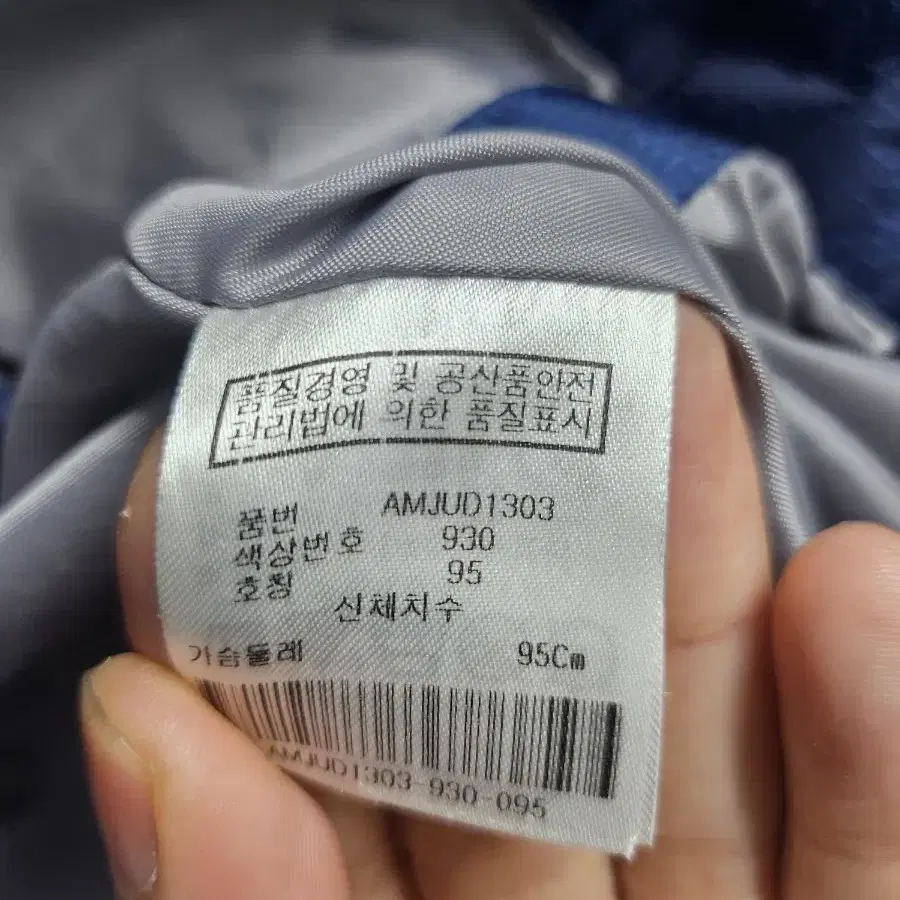 품질경영 및 공산품안전
관리법에 의한 품질표시
품번 AMJUD1303
색상번호 930
호칭 95
신체치수
가슴둘레 95Cm
AMJUD1303-930-095